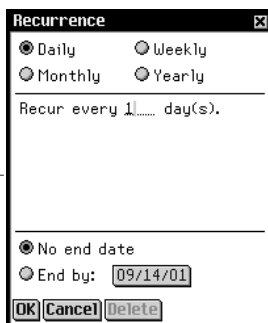 Recurrence
Daily Weekly
Monthly Yearly
Recur every 1 day(s).
No end date
End by: 09/14/01
OK Cancel Delete